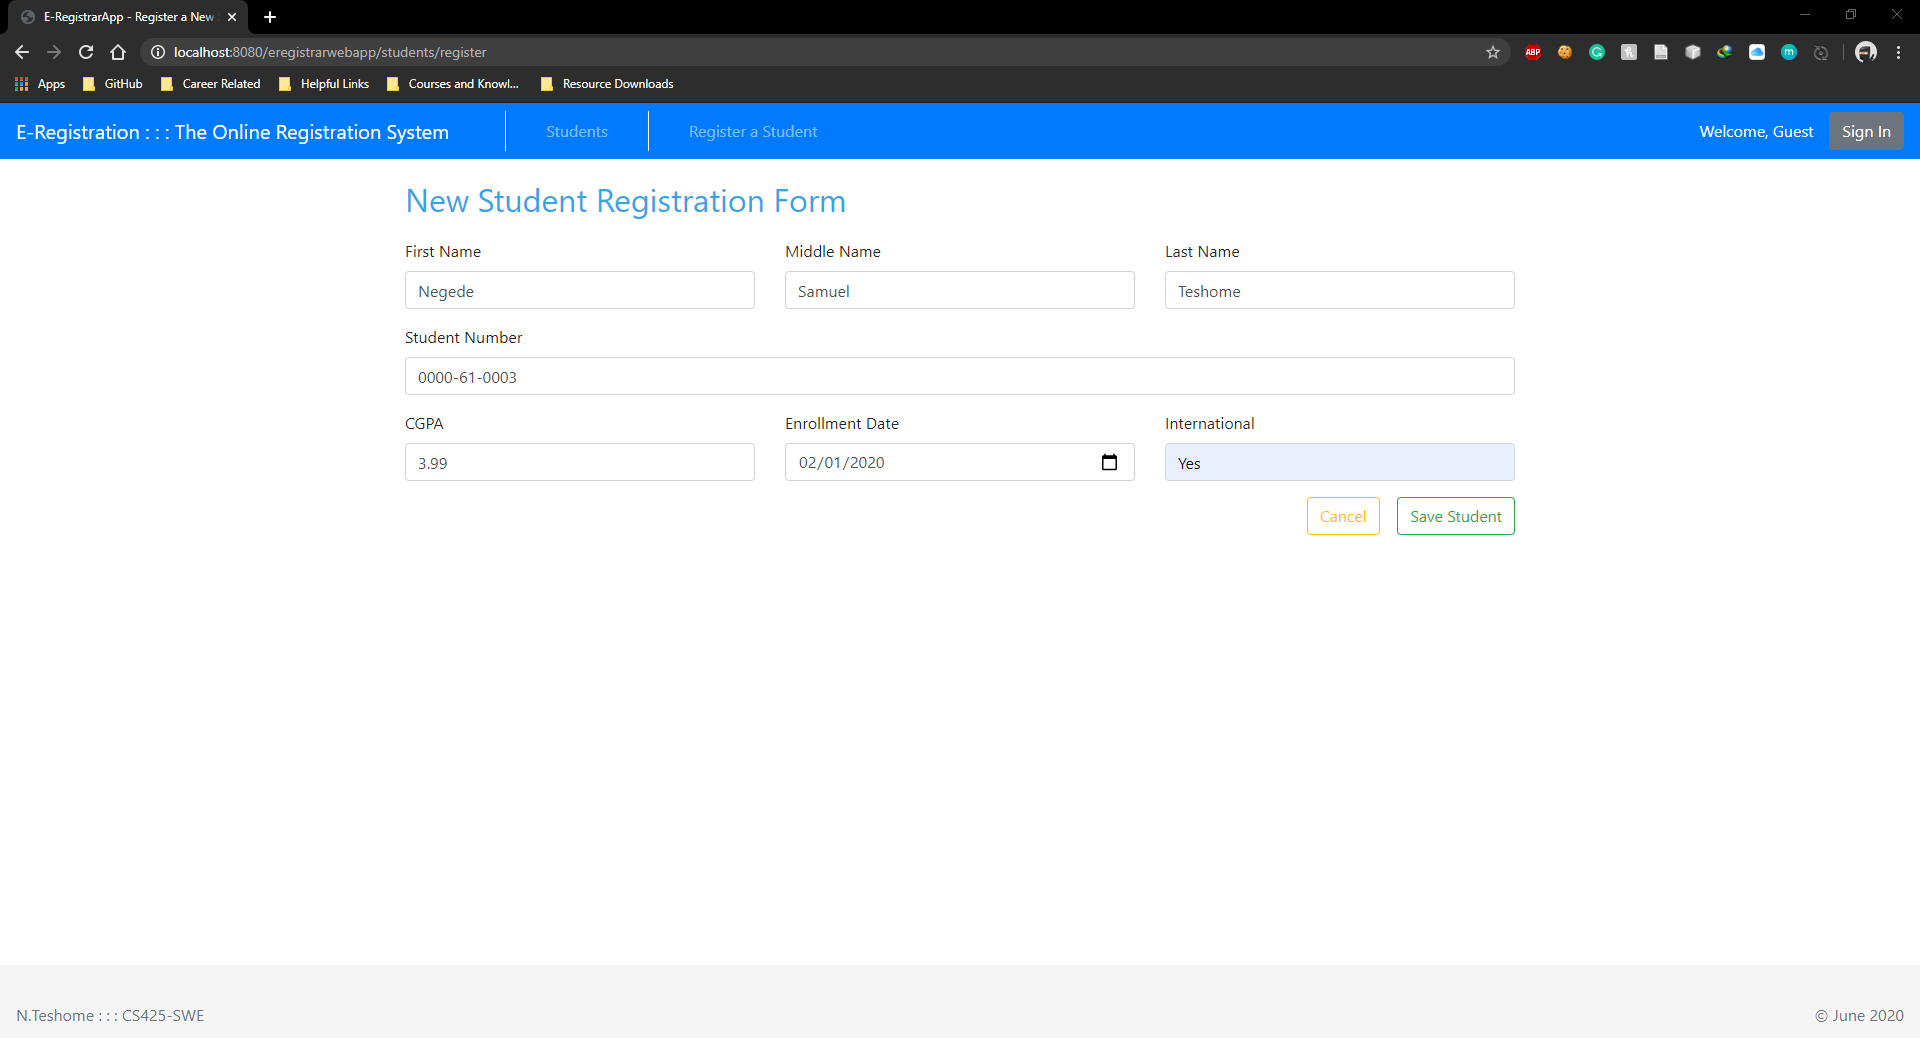 E-RegistrarApp - Register a New
localhost:8080/eregistrarwebapp/students/register
ABP
Apps GitHub Career Related Helpful Links Courses and Knowl... Resource Downloads
E-Registration : : : The Online Registration System Students Register a Student Welcome, Guest Sign In
New Student Registration Form
First Name Middle Name Last Name
Negede Samuel Teshome
Student Number
0000-61-0003
CGPA Enrollment Date International
3.99 02/01/2020 Yes
Cancel Save Student
N.Teshome : : : CS425-SWE © June 2020